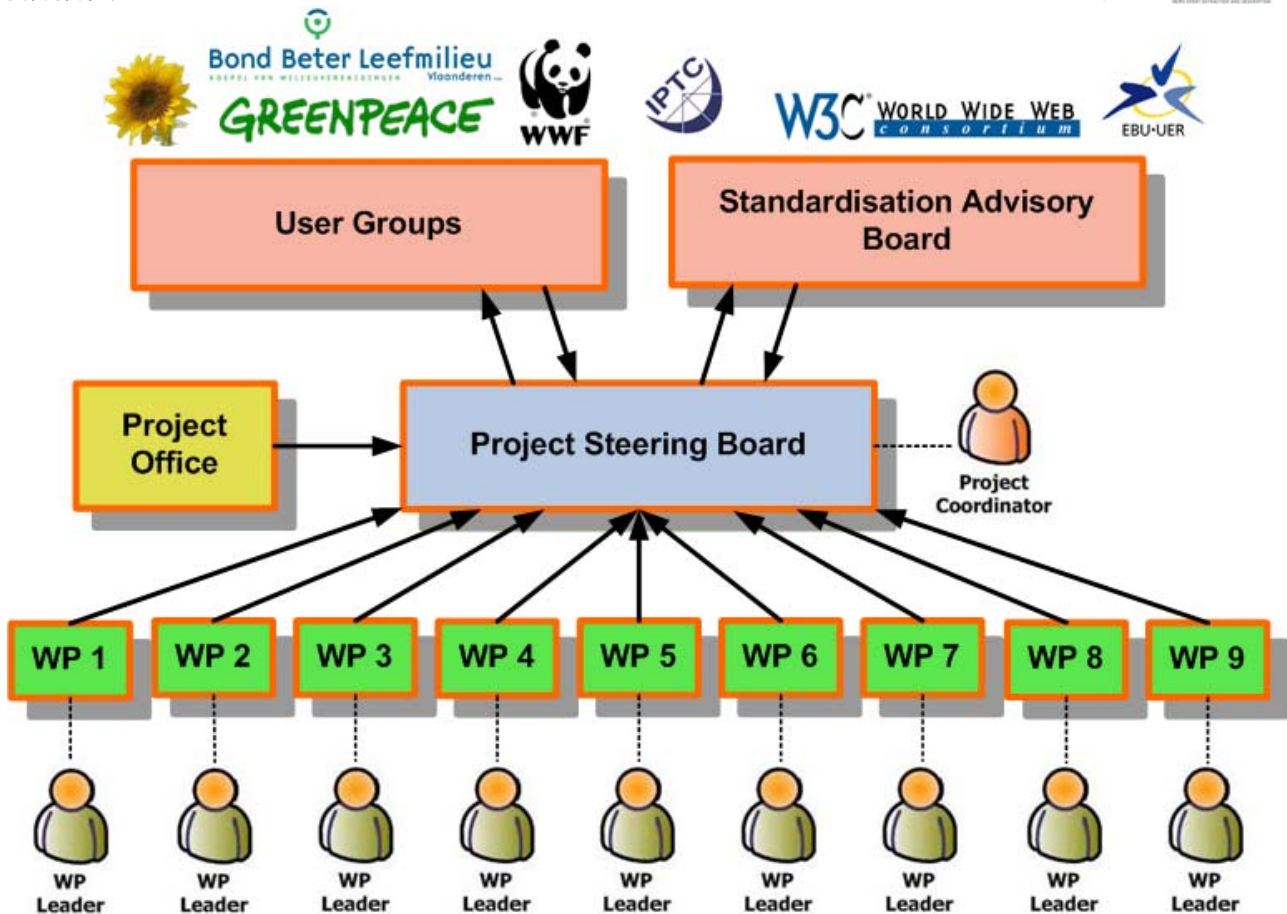 Bond Beter Leefmilieu
KOEPEL VAN MILIEUVERENIGINGEN Vlaanderen
GREENPEACE
WWF
IPTC
W3C WORLD WIDE WEB
consortium
EBU·UER
User Groups
Standardisation Advisory
Board
Project
Office
Project Steering Board
Project
Coordinator
WP 1
WP 2
WP 3
WP 4
WP 5
WP 6
WP 7
WP 8
WP 9
WP
Leader
WP
Leader
WP
Leader
WP
Leader
WP
Leader
WP
Leader
WP
Leader
WP
Leader
WP
Leader